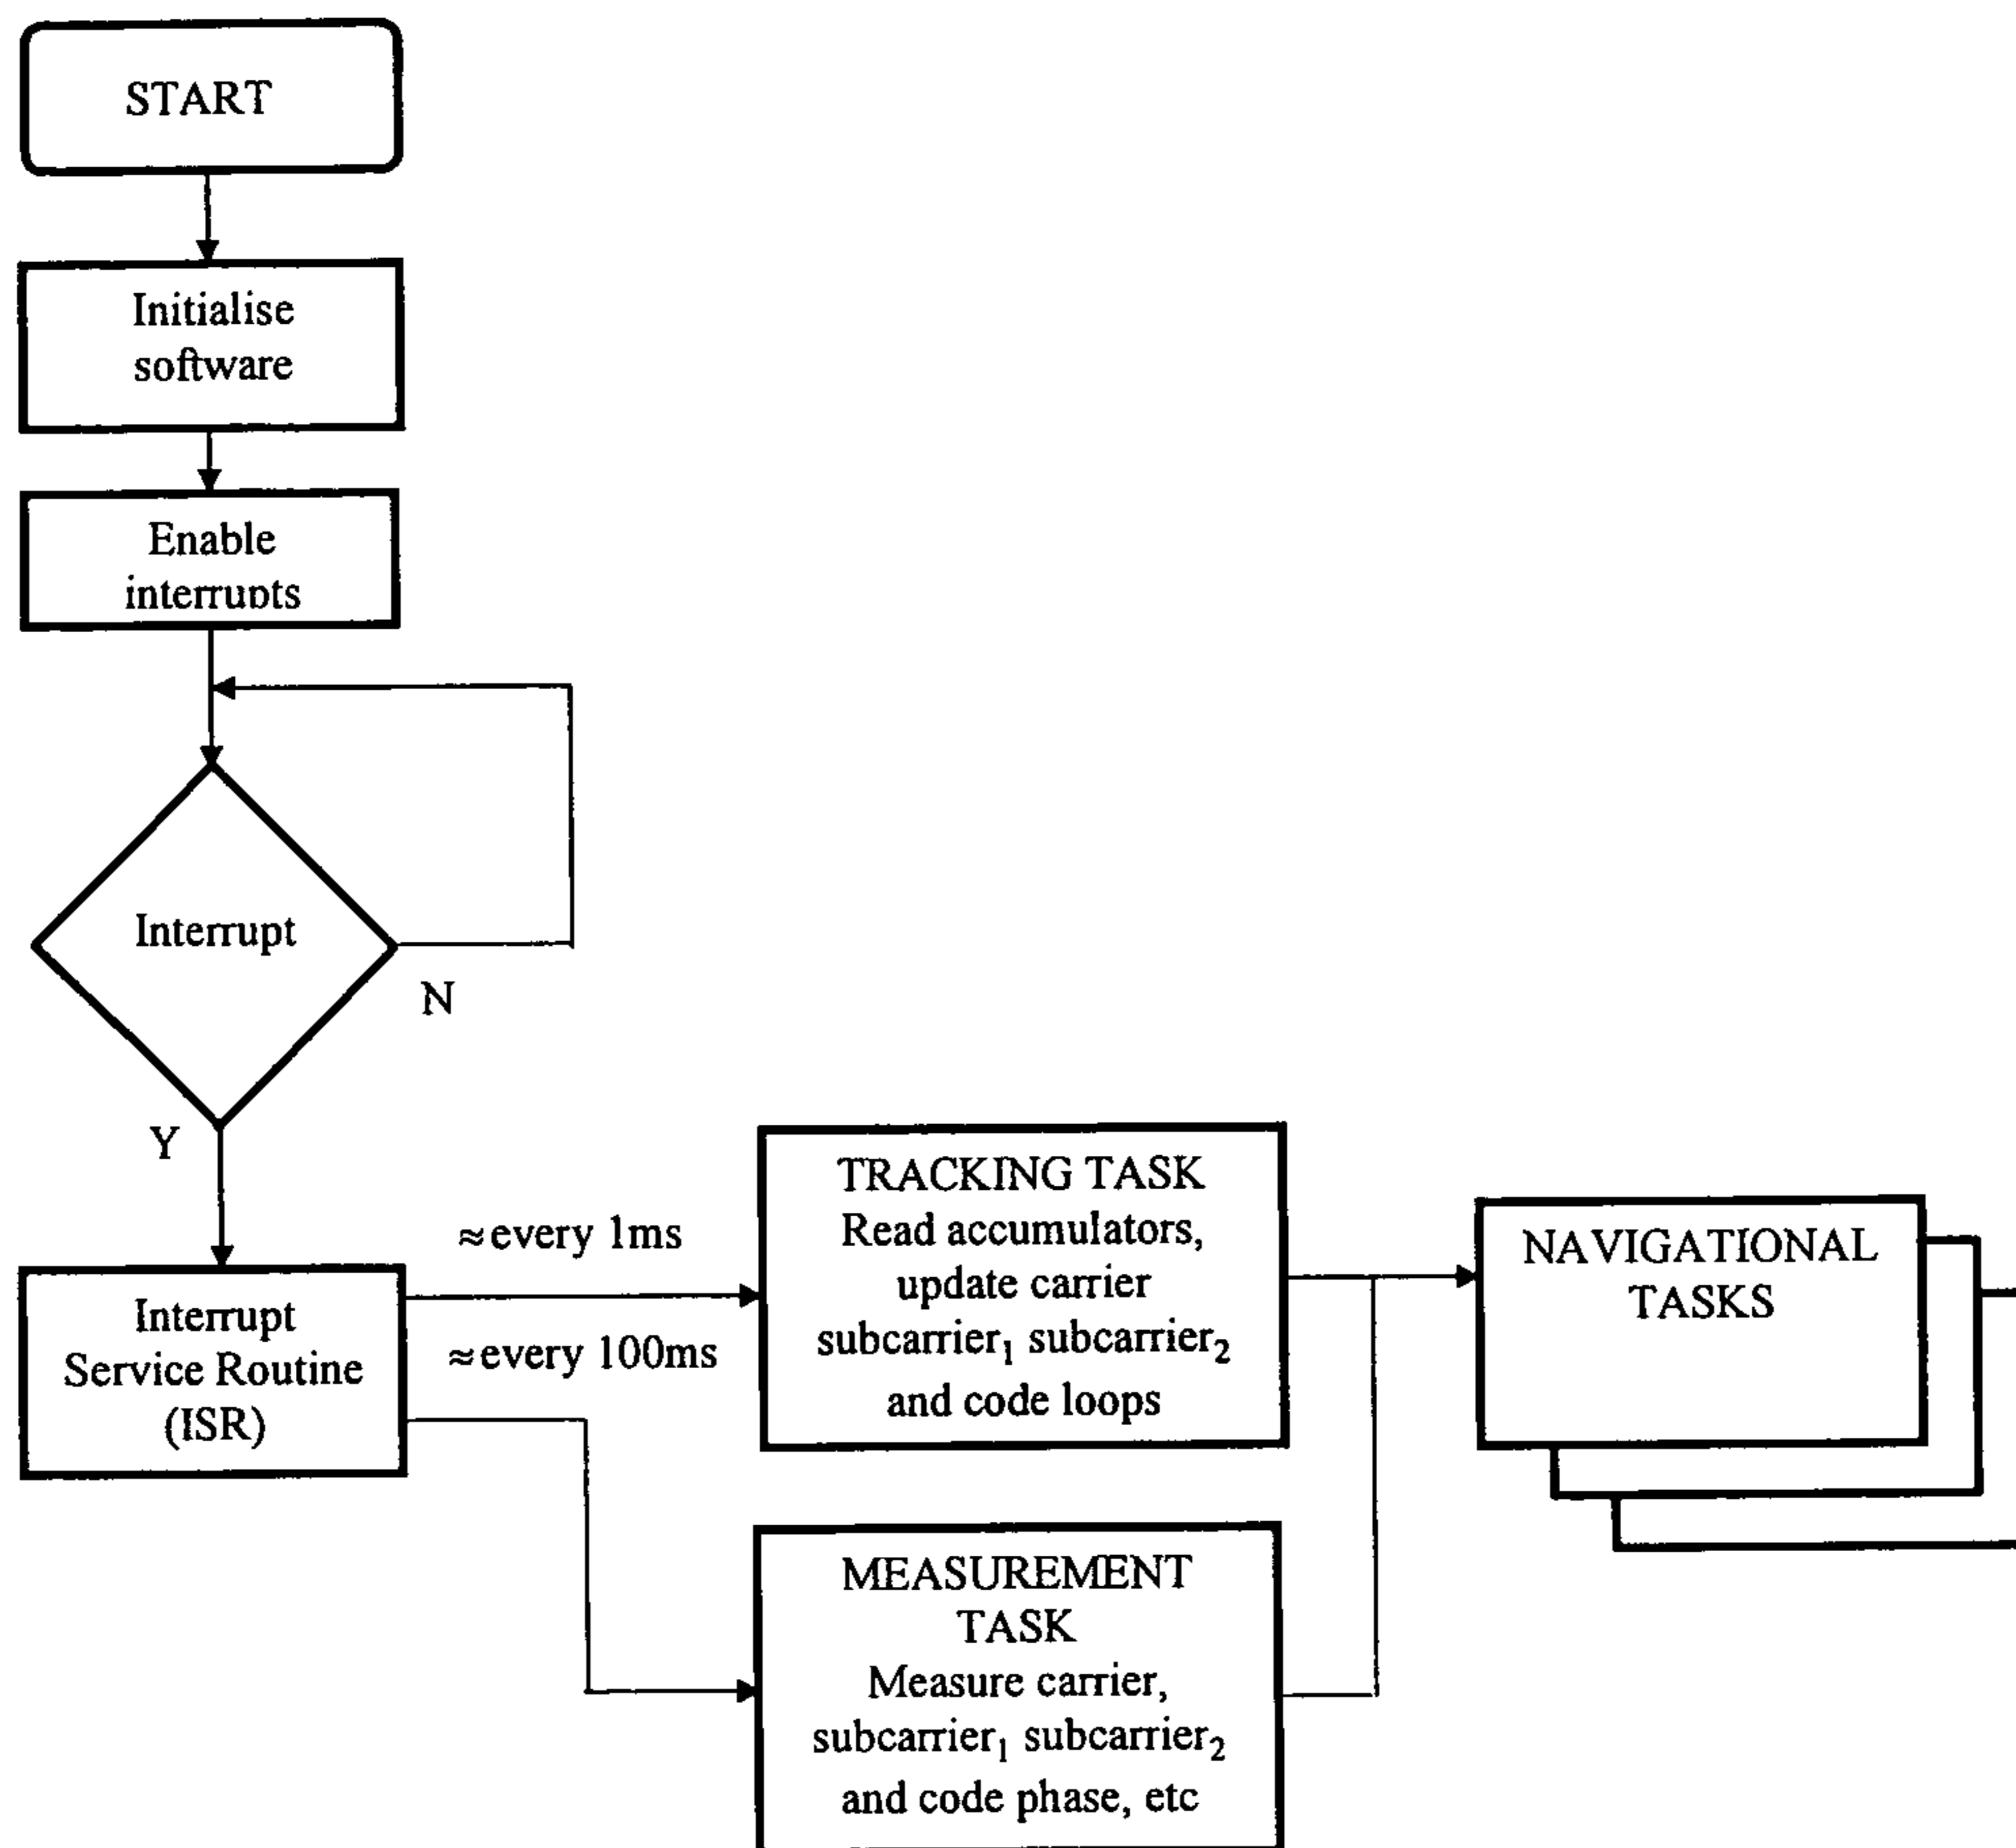 START
Initialise
software
Enable
interrupts
Interrupt
N
Y
Interrupt
Service Routine
(ISR)
≈every 1ms
≈every 100ms
TRACKING TASK
Read accumulators,
update carrier
subcarrier₁ subcarrier₂
and code loops
MEASUREMENT
TASK
Measure carrier,
subcarrier₁ subcarrier₂
and code phase, etc
NAVIGATIONAL
TASKS